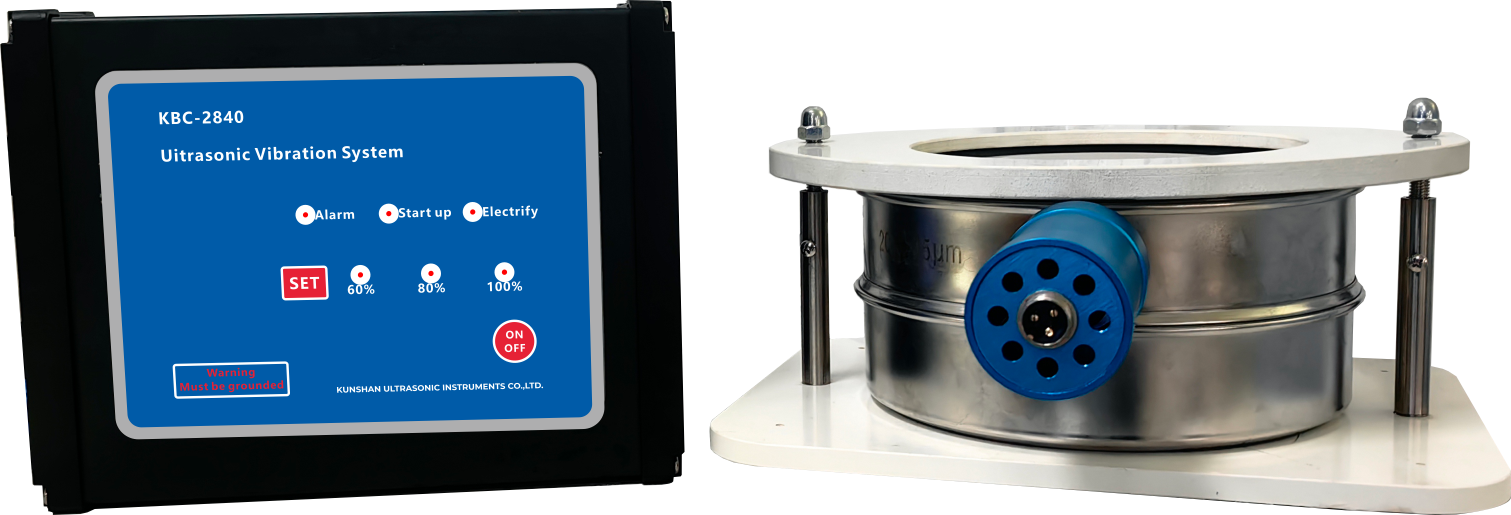 KBC-2840
Uitrasonic Vibration System
Alarm
Start up
Electrify
SET
60%
80%
100%
ON
OFF
Warning
Must be grounded
KUNSHAN ULTRASONIC INSTRUMENTS CO.,LTD.
µm